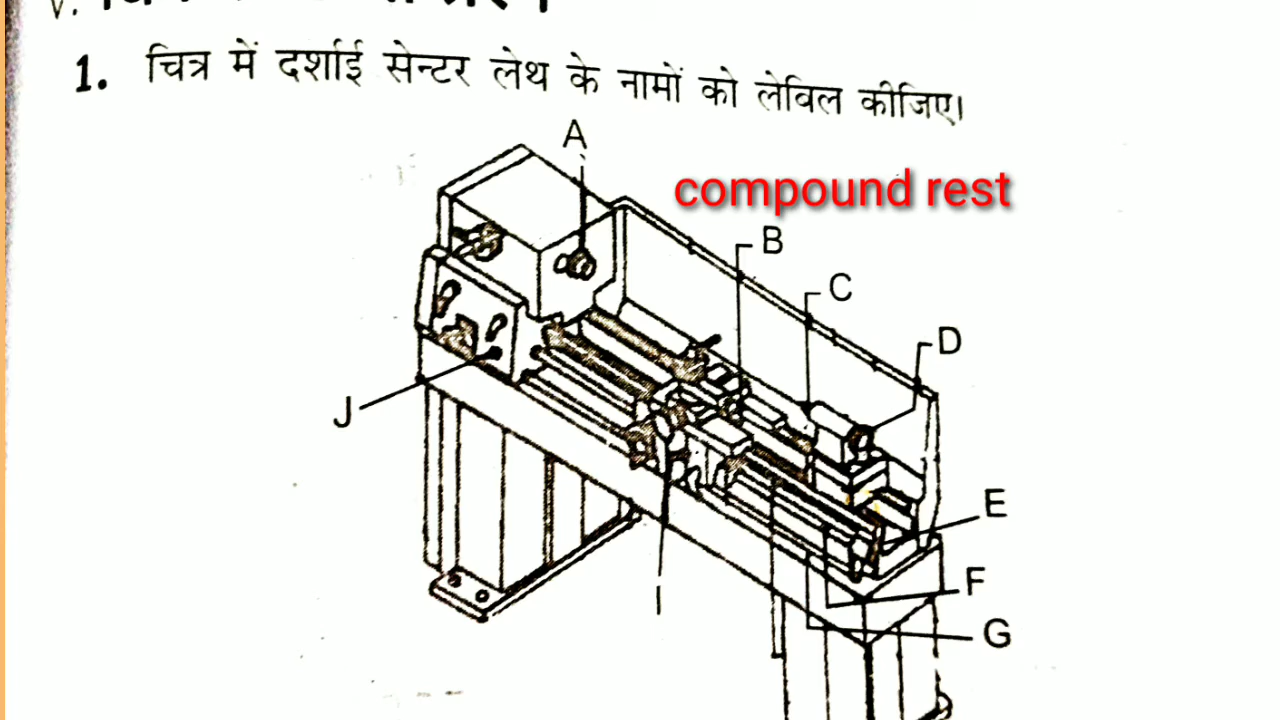 V.
1. चित्र में दर्शाई सेन्टर लेथ के नामों को लेविल कीजिए।
A
compound rest
B
C
D
J
E
F
I
G